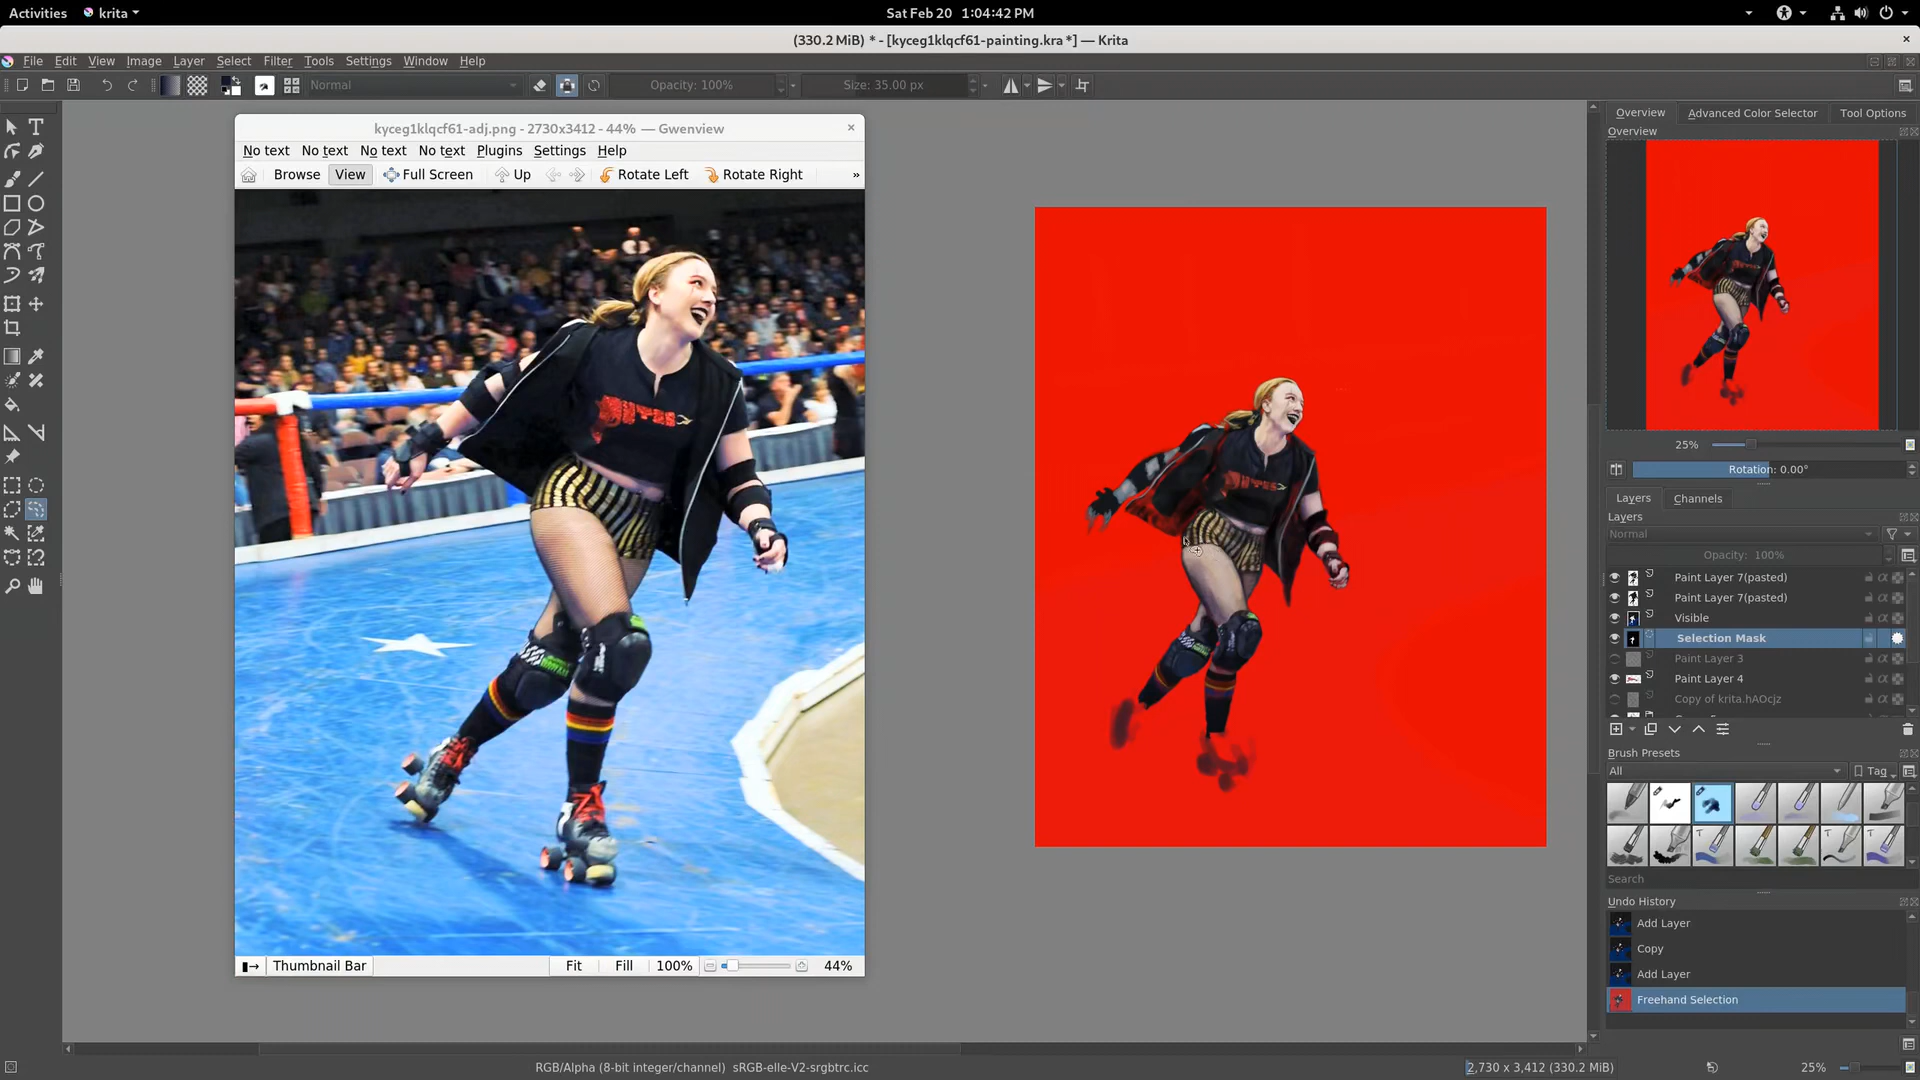 Activities krita Sat Feb 20 1:04:42 PM
(330.2 MiB) * - [kyceg1klqcf61-painting.kra *] — Krita
File Edit View Image Layer Select Filter Tools Settings Window Help
Normal Opacity: 100% Size: 35.00 px
kyceg1klqcf61-adj.png - 2730x3412 - 44% — Gwenview
No text No text No text No text Plugins Settings Help
Browse View Full Screen Up Rotate Left Rotate Right »
Thumbnail Bar Fit Fill 100% 44%
Overview Advanced Color Selector Tool Options
Overview
25%
Rotation: 0.00°
Layers Channels
Layers
Normal
Opacity: 100%
Paint Layer 7(pasted)
Paint Layer 7(pasted)
Visible
Selection Mask
Paint Layer 3
Paint Layer 4
Copy of krita.hAOcjz
Brush Presets
All Tag
Search
Undo History
Add Layer
Copy
Add Layer
Freehand Selection
RGB/Alpha (8-bit integer/channel) sRGB-elle-V2-srgbtrc.icc 2,730 x 3,412 (330.2 MiB) 25%